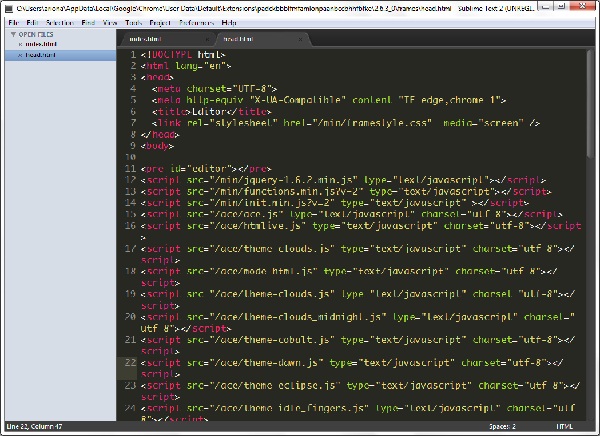 C:\Users\ariona\AppData\Local\Google\Chrome\User Data\Default\Extensions\ \frames\head.html - Sublime Text 2 (UNREGI...
File Edit Selection Find View Goto Tools Project Preferences Help
OPEN FILES
index.html
head.html
index.html head.html
1 <!DOCTYPE html>
2 <html lang="en">
3 <head>
4 <meta charset="UTF-8">
5 <meta http-equiv="X-UA-Compatible" content="IE=edge,chrome=1">
6 <title>Editor</title>
7 <link rel="stylesheet" href="/min/framestyle.css" media="screen" />
8 </head>
9 <body>
10
11 <pre id="editor"></pre>
12 <script src="/min/jquery-1.6.2.min.js" type="text/javascript"></script>
13 <script src="/min/functions.min.js?v=2" type="text/javascript"></script>
14 <script src="/min/init.min.js?v=2" type="text/javascript" ></script>
15 <script src="/ace/ace.js" type="text/javascript" charset="utf-8"></script>
16 <script src="/ace/htmlive.js" type="text/javascript" charset="utf-8"></script
>
17 <script src="/ace/theme-clouds.js" type="text/javascript" charset="utf-8"></
script>
18 <script src="/ace/mode-html.js" type="text/javascript" charset="utf-8"></
script>
19 <script src="/ace/theme-clouds.js" type="text/javascript" charset="utf-8"></
script>
20 <script src="/ace/theme-clouds_midnight.js" type="text/javascript" charset="
utf-8"></script>
21 <script src="/ace/theme-cobalt.js" type="text/javascript" charset="utf-8"></
script>
22 <script src="/ace/theme-dawn.js" type="text/javascript" charset="utf-8"></
script>
23 <script src="/ace/theme-eclipse.js" type="text/javascript" charset="utf-8"></
script>
24 <script src="/ace/theme-idle_fingers.js" type="text/javascript" charset="
utf-8"></script>
Line 22, Column 47 Spaces: 2 HTML